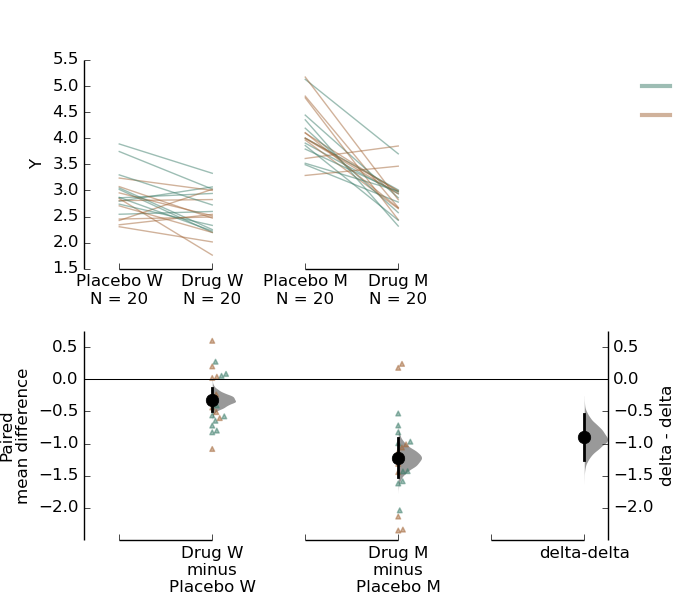 5.5
5.0
4.5
4.0
3.5
3.0
2.5
2.0
1.5
Y
Placebo W
N = 20
Drug W
N = 20
Placebo M
N = 20
Drug M
N = 20
0.5
0.0
−0.5
−1.0
−1.5
−2.0
Paired
mean difference
Drug W
minus
Placebo W
Drug M
minus
Placebo M
delta-delta
0.5
0.0
−0.5
−1.0
−1.5
−2.0
delta - delta